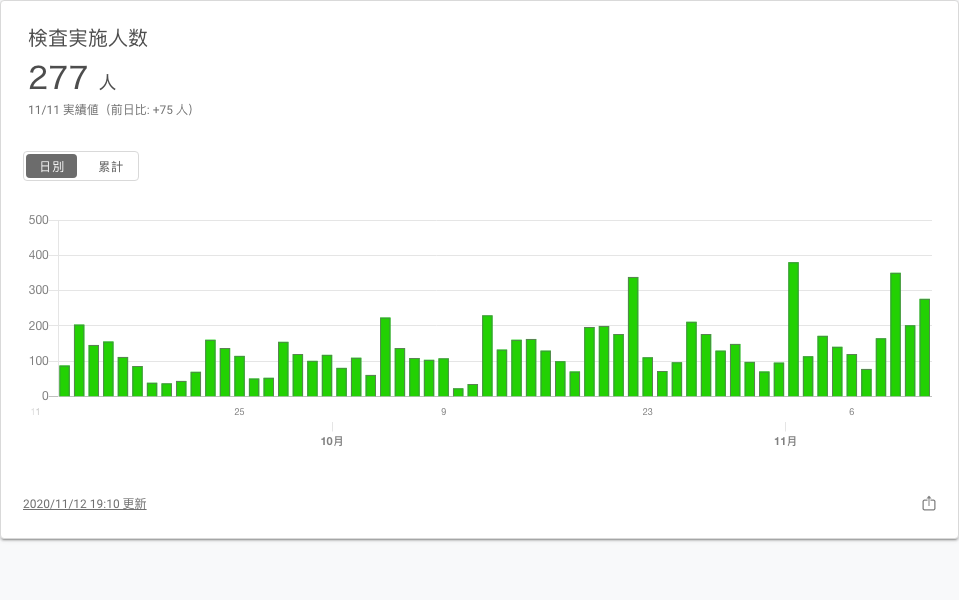 検査実施人数
277 人
11/11 実績値（前日比: +75 人）
日別 累計
500
400
300
200
100
0
11 25 9 23 6
10月 11月
2020/11/12 19:10 更新